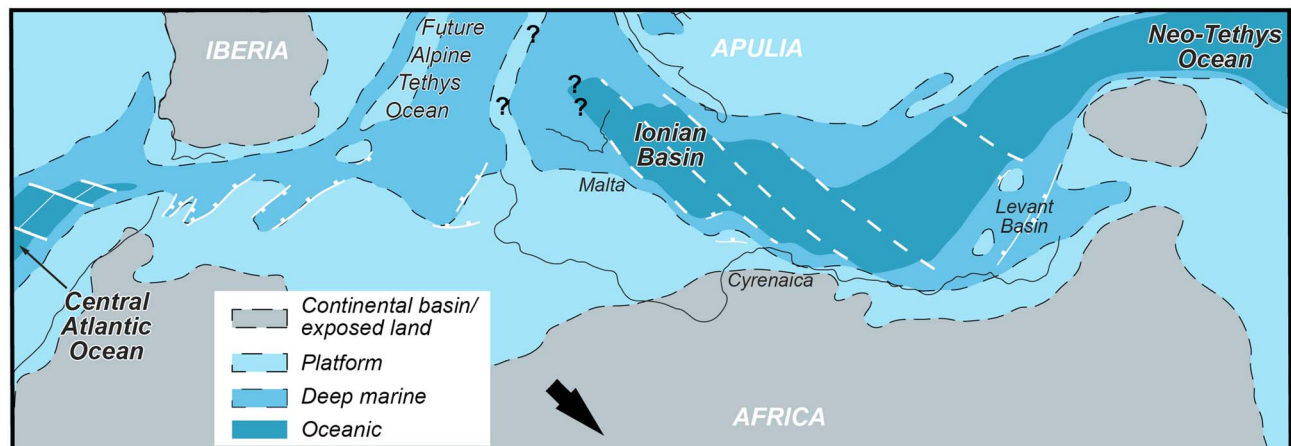 IBERIA
Future
Alpine
Tethys
Ocean
?
?
?
?
APULIA
Neo-Tethys
Ocean
Ionian
Basin
Malta
Levant
Basin
Cyrenaica
Central
Atlantic
Ocean
Continental basin/
exposed land
Platform
Deep marine
Oceanic
AFRICA